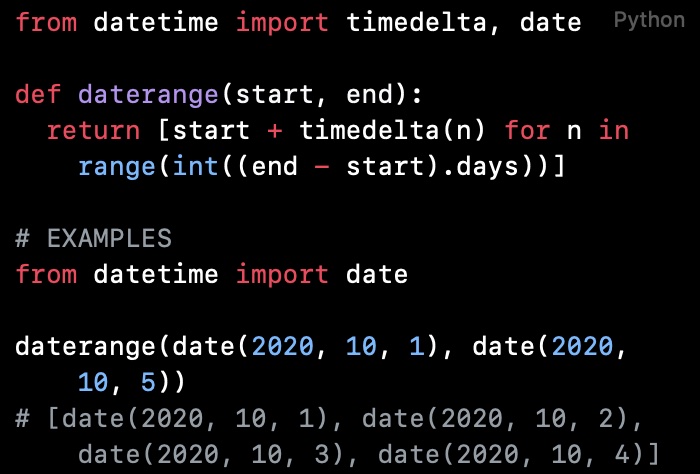 from datetime import timedelta, date
Python
def daterange(start, end):
  return [start + timedelta(n) for n in
    range(int((end − start).days))]
# EXAMPLES
from datetime import date
daterange(date(2020, 10, 1), date(2020,
    10, 5))
# [date(2020, 10, 1), date(2020, 10, 2),
    date(2020, 10, 3), date(2020, 10, 4)]